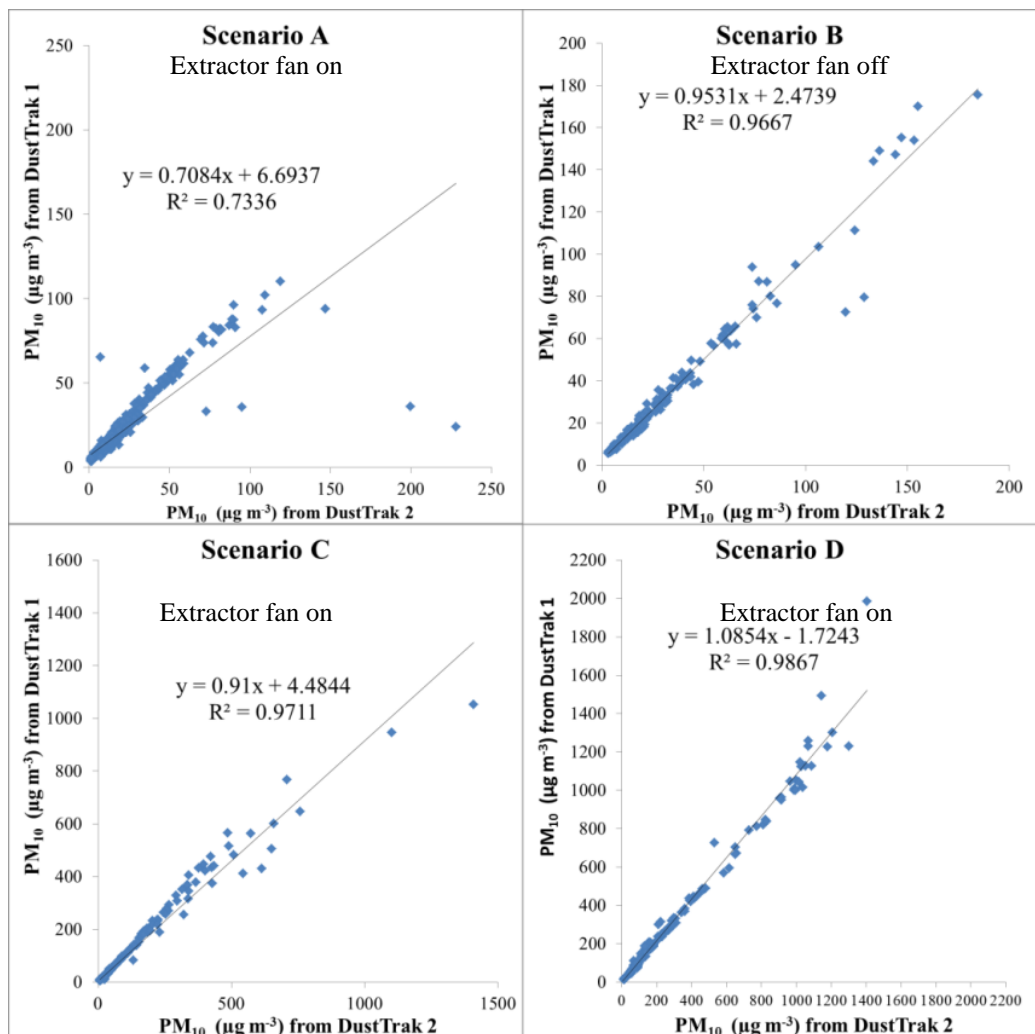 Scenario A
Extractor fan on
y = 0.7084x + 6.6937
R² = 0.7336
PM₁₀ (µg m⁻³) from DustTrak 1
250
200
150
100
50
0
0 50 100 150 200 250
PM₁₀ (µg m⁻³) from DustTrak 2
Scenario B
Extractor fan off
y = 0.9531x + 2.4739
R² = 0.9667
PM₁₀ (µg m⁻³) from DustTrak 1
200
180
160
140
120
100
80
60
40
20
0
0 50 100 150 200
PM₁₀ (µg m⁻³) from DustTrak 2
Scenario C
Extractor fan on
y = 0.91x + 4.4844
R² = 0.9711
PM₁₀ (µg m⁻³) from DustTrak 1
1600
1400
1200
1000
800
600
400
200
0
0 500 1000 1500
PM₁₀ (µg m⁻³) from DustTrak 2
Scenario D
Extractor fan on
y = 1.0854x - 1.7243
R² = 0.9867
PM₁₀ (µg m⁻³) from DustTrak 1
2200
2000
1800
1600
1400
1200
1000
800
600
400
200
0
0 200 400 600 800 1000 1200 1400 1600 1800 2000 2200
PM₁₀ (µg m⁻³) from DustTrak 2